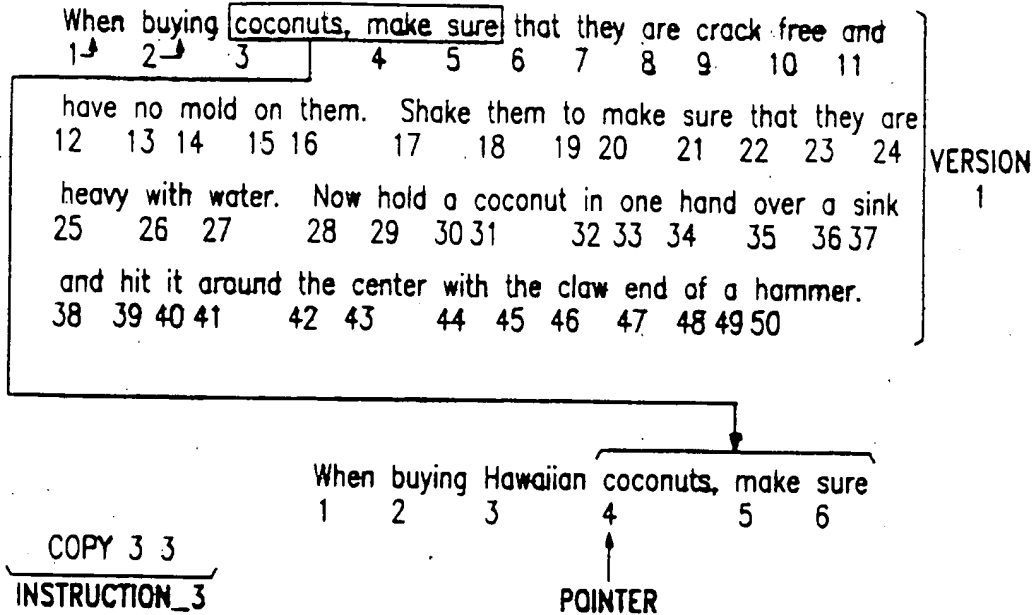 When buying coconuts, make sure that they are crack free and
1 2 3 4 5 6 7 8 9 10 11
have no mold on them. Shake them to make sure that they are
12 13 14 15 16 17 18 19 20 21 22 23 24
VERSION
1
heavy with water. Now hold a coconut in one hand over a sink
25 26 27 28 29 30 31 32 33 34 35 36 37
and hit it around the center with the claw end of a hammer.
38 39 40 41 42 43 44 45 46 47 48 49 50
When buying Hawaiian coconuts, make sure
1 2 3 4 5 6
COPY 3 3
INSTRUCTION_3
POINTER